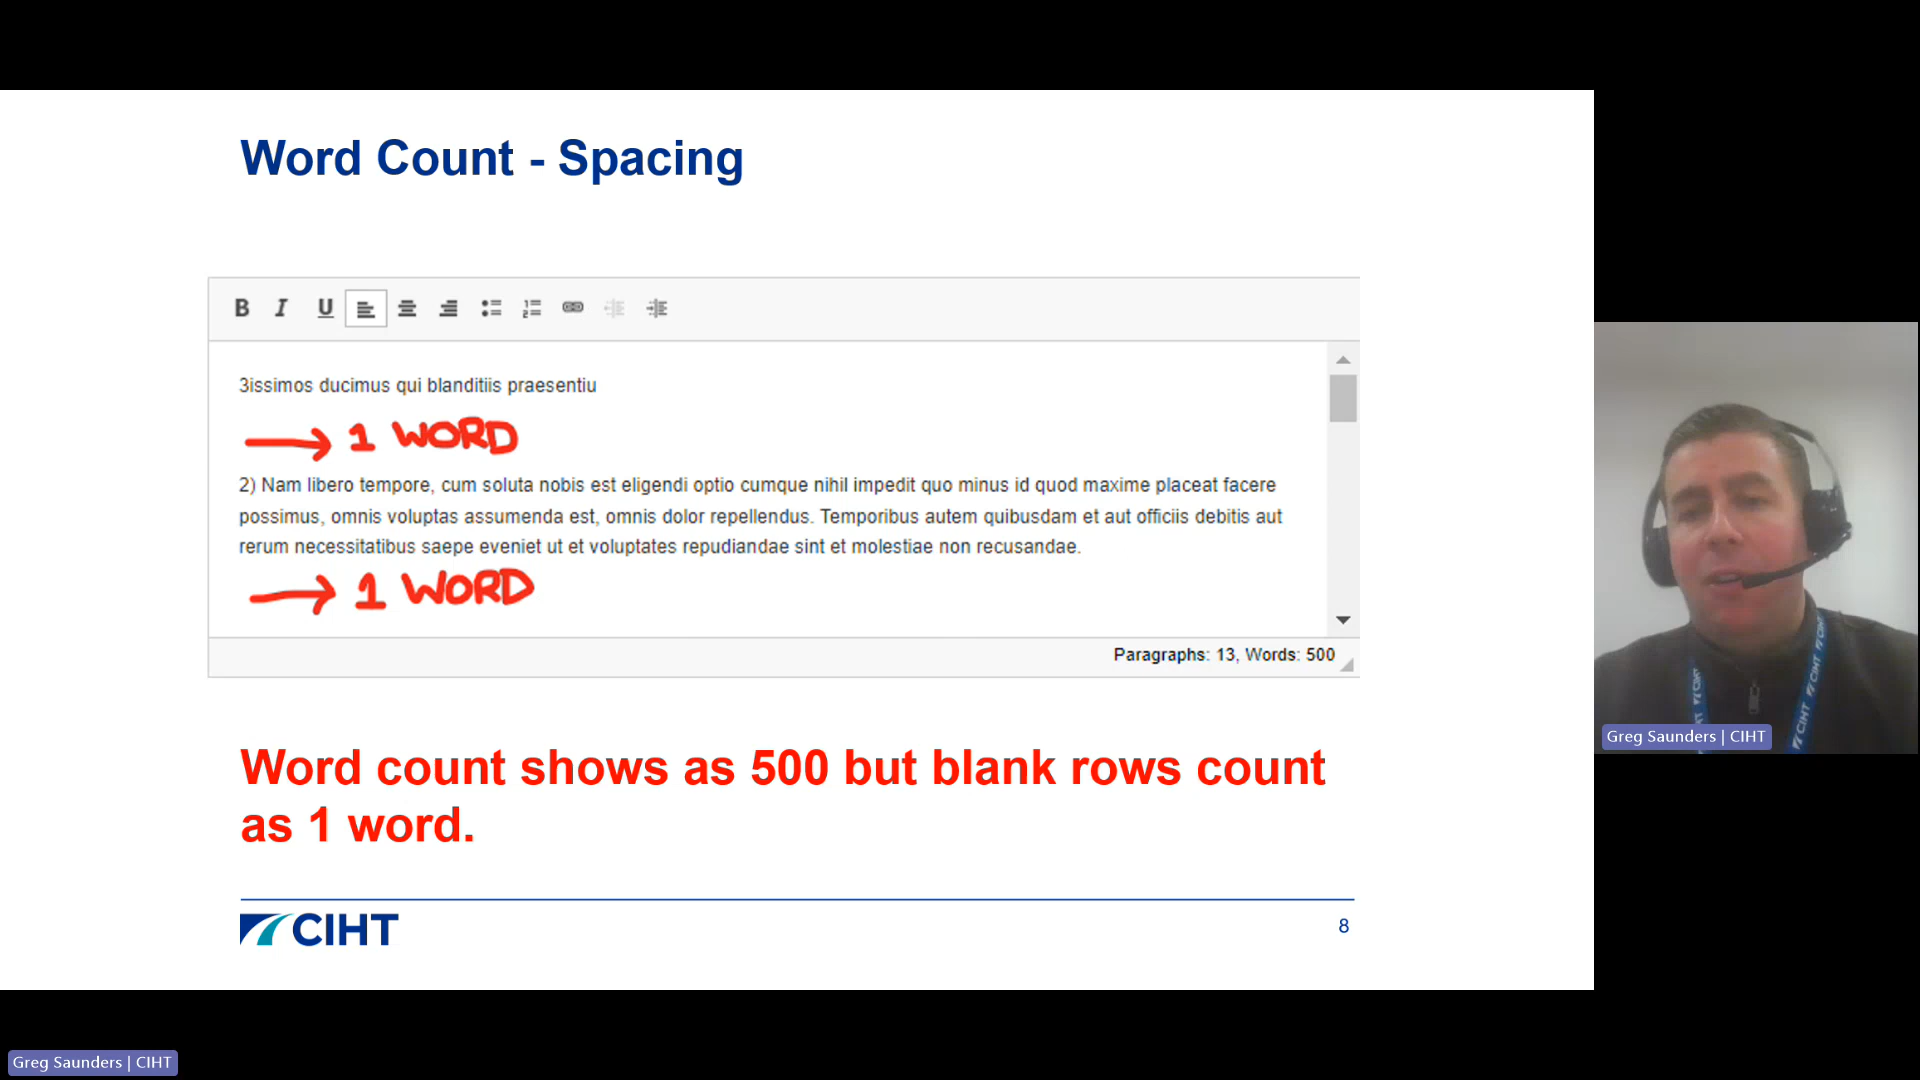 Word Count - Spacing
B I U
3issimos ducimus qui blanditiis praesentiu
1 WORD
2) Nam libero tempore, cum soluta nobis est eligendi optio cumque nihil impedit quo minus id quod maxime placeat facere
possimus, omnis voluptas assumenda est, omnis dolor repellendus. Temporibus autem quibusdam et aut officiis debitis aut
rerum necessitatibus saepe eveniet ut et voluptates repudiandae sint et molestiae non recusandae.
1 WORD
Paragraphs: 13, Words: 500
Word count shows as 500 but blank rows count
as 1 word.
CIHT
8
CIHT
CIHT
CIHT
Greg Saunders | CIHT
Greg Saunders | CIHT